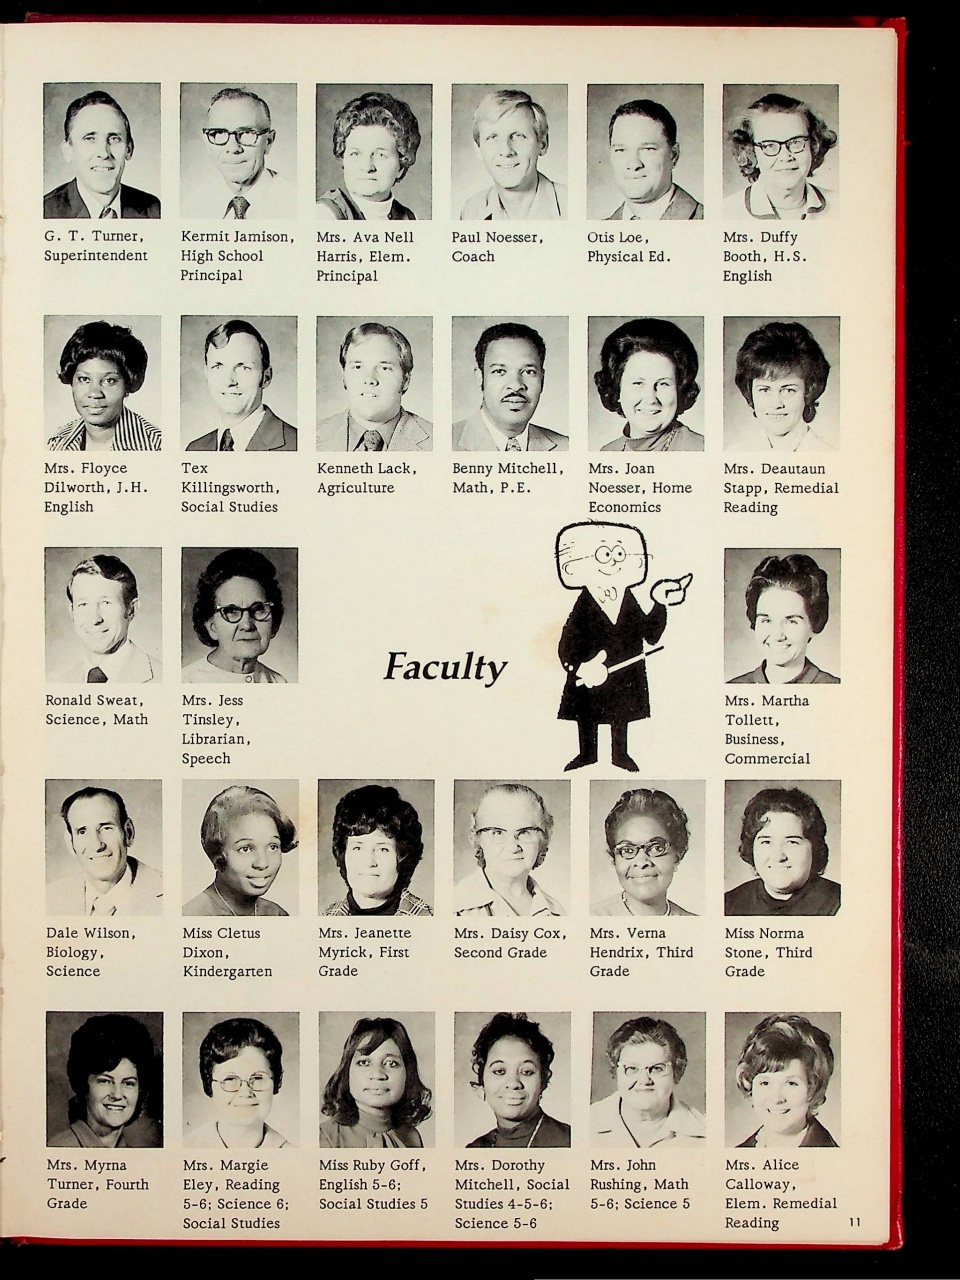 G. T. Turner,
Superintendent
Kermit Jamison,
High School
Principal
Mrs. Ava Nell
Harris, Elem.
Principal
Paul Noesser,
Coach
Otis Loe,
Physical Ed.
Mrs. Duffy
Booth, H.S.
English
Mrs. Floyce
Dilworth, J.H.
English
Tex
Killingsworth,
Social Studies
Kenneth Lack,
Agriculture
Benny Mitchell,
Math, P.E.
Mrs. Joan
Noesser, Home
Economics
Mrs. Deautaun
Stapp, Remedial
Reading
Ronald Sweat,
Science, Math
Mrs. Jess
Tinsley,
Librarian,
Speech
Faculty
Mrs. Martha
Tollett,
Business,
Commercial
Dale Wilson,
Biology,
Science
Miss Cletus
Dixon,
Kindergarten
Mrs. Jeanette
Myrick, First
Grade
Mrs. Daisy Cox,
Second Grade
Mrs. Verna
Hendrix, Third
Grade
Miss Norma
Stone, Third
Grade
Mrs. Myrna
Turner, Fourth
Grade
Mrs. Margie
Eley, Reading
5-6; Science 6;
Social Studies
Miss Ruby Goff,
English 5-6;
Social Studies 5
Mrs. Dorothy
Mitchell, Social
Studies 4-5-6;
Science 5-6
Mrs. John
Rushing, Math
5-6; Science 5
Mrs. Alice
Calloway,
Elem. Remedial
Reading
11